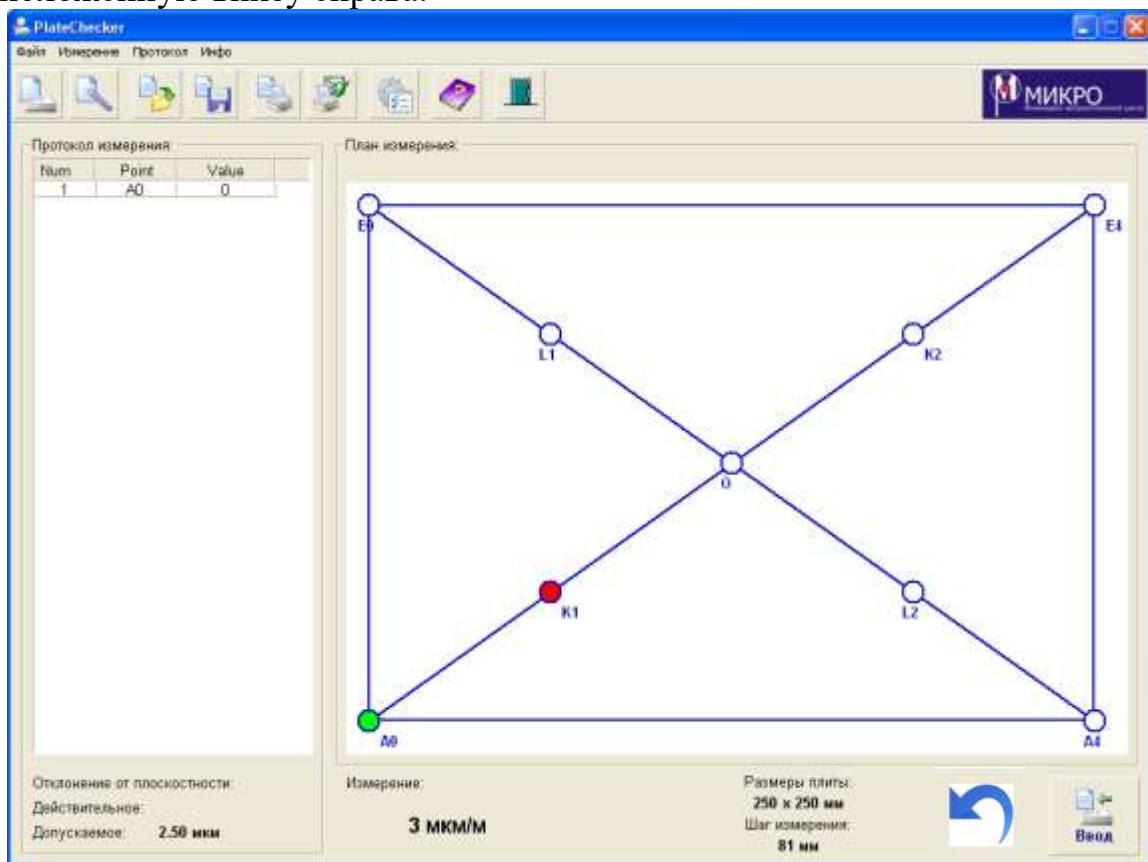 PlateChecker
Файл Измерение Протокол Инфо
МИКРО
Протокол измерения:
Num Point Value
1 A0 0
План измерения:
E0
E4
L1
K2
0
K1
L2
A0
A4
Отклонение от плоскостности:
Действительное:
Допускаемое: 2.50 мкм
Измерение:
3 мкм/м
Размеры плиты:
250 x 250 мм
Шаг измерения:
81 мм
Ввод